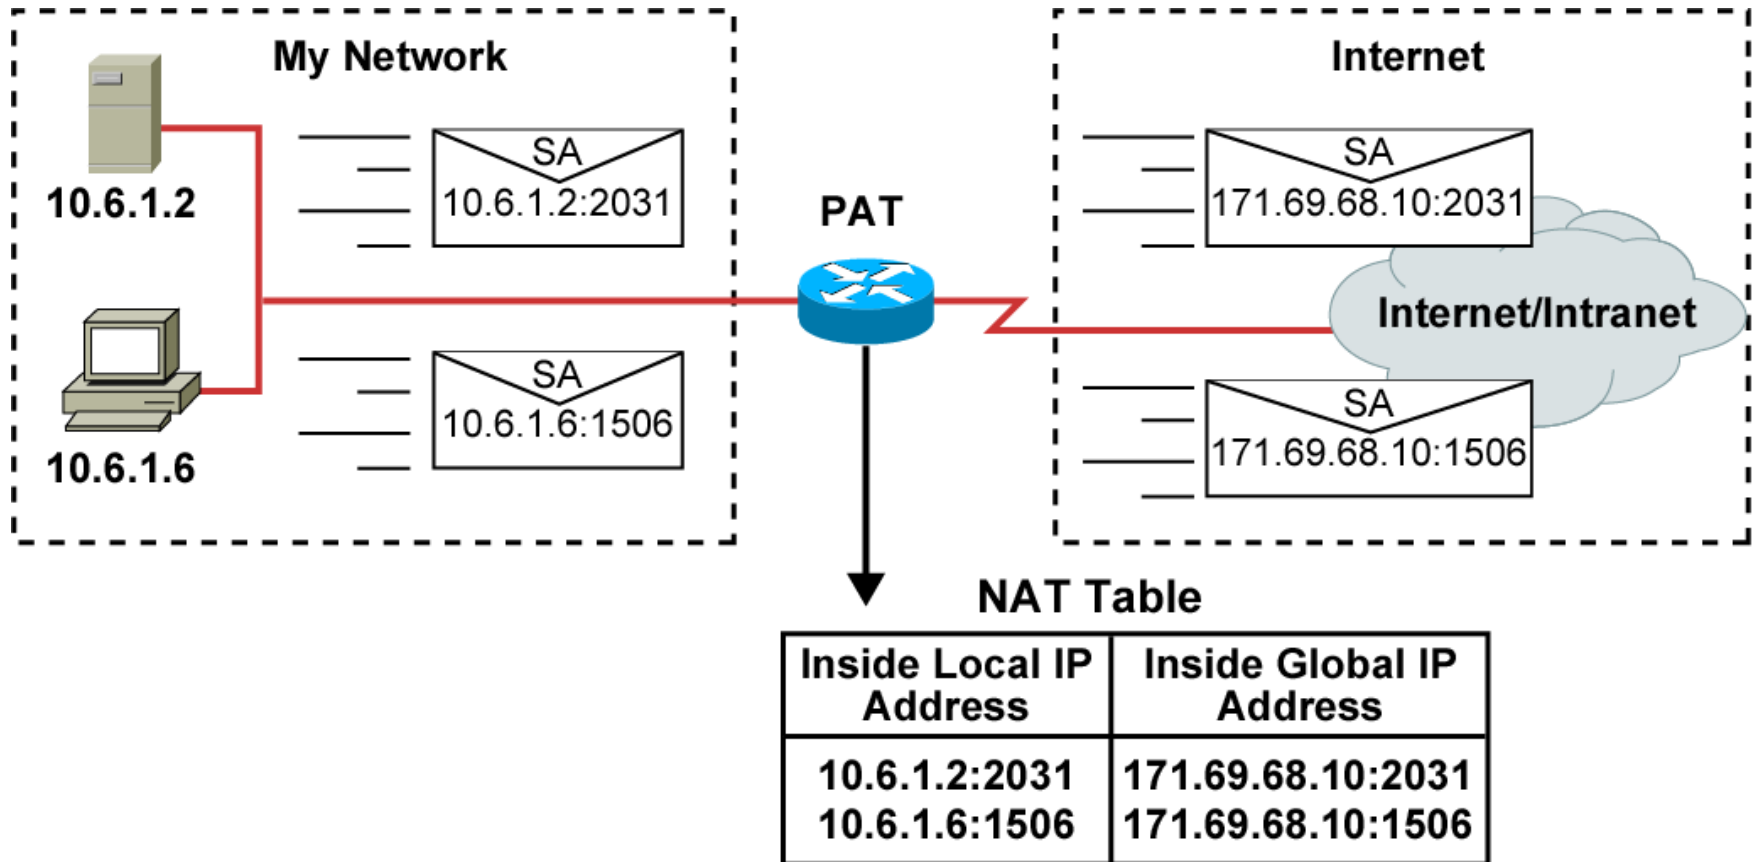 My Network
Internet
10.6.1.2
SA
10.6.1.2:2031
PAT
SA
171.69.68.10:2031
Internet/Intranet
10.6.1.6
SA
10.6.1.6:1506
SA
171.69.68.10:1506
NAT Table
Inside Local IP
Address
Inside Global IP
Address
10.6.1.2:2031
171.69.68.10:2031
10.6.1.6:1506
171.69.68.10:1506